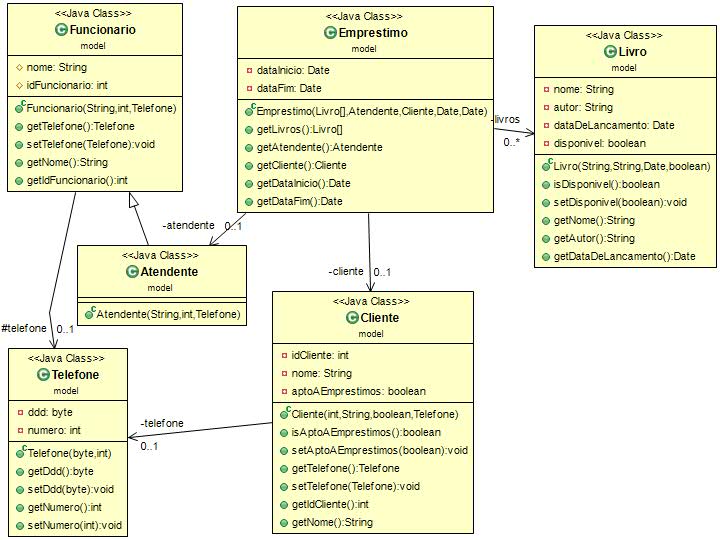 <<Java Class>>
Funcionario
model
nome: String
idFuncionario: int
Funcionario(String,int,Telefone)
getTelefone():Telefone
setTelefone(Telefone):void
getNome():String
getIdFuncionario():int
<<Java Class>>
Emprestimo
model
dataInicio: Date
dataFim: Date
Emprestimo(Livro[],Atendente,Cliente,Date,Date)
getLivros():Livro[]
getAtendente():Atendente
getCliente():Cliente
getDataInicio():Date
getDataFim():Date
-livros
0..*
<<Java Class>>
Livro
model
nome: String
autor: String
dataDeLancamento: Date
disponivel: boolean
Livro(String,String,Date,boolean)
isDisponivel():boolean
setDisponivel(boolean):void
getNome():String
getAutor():String
getDataDeLancamento():Date
-atendente 0..1
<<Java Class>>
Atendente
model
Atendente(String,int,Telefone)
-cliente 0..1
#telefone 0..1
<<Java Class>>
Telefone
model
ddd: byte
numero: int
Telefone(byte,int)
getDdd():byte
setDdd(byte):void
getNumero():int
setNumero(int):void
-telefone
0..1
<<Java Class>>
Cliente
model
idCliente: int
nome: String
aptoAEmprestimos: boolean
Cliente(int,String,boolean,Telefone)
isAptoAEmprestimos():boolean
setAptoAEmprestimos(boolean):void
getTelefone():Telefone
setTelefone(Telefone):void
getIdCliente():int
getNome():String